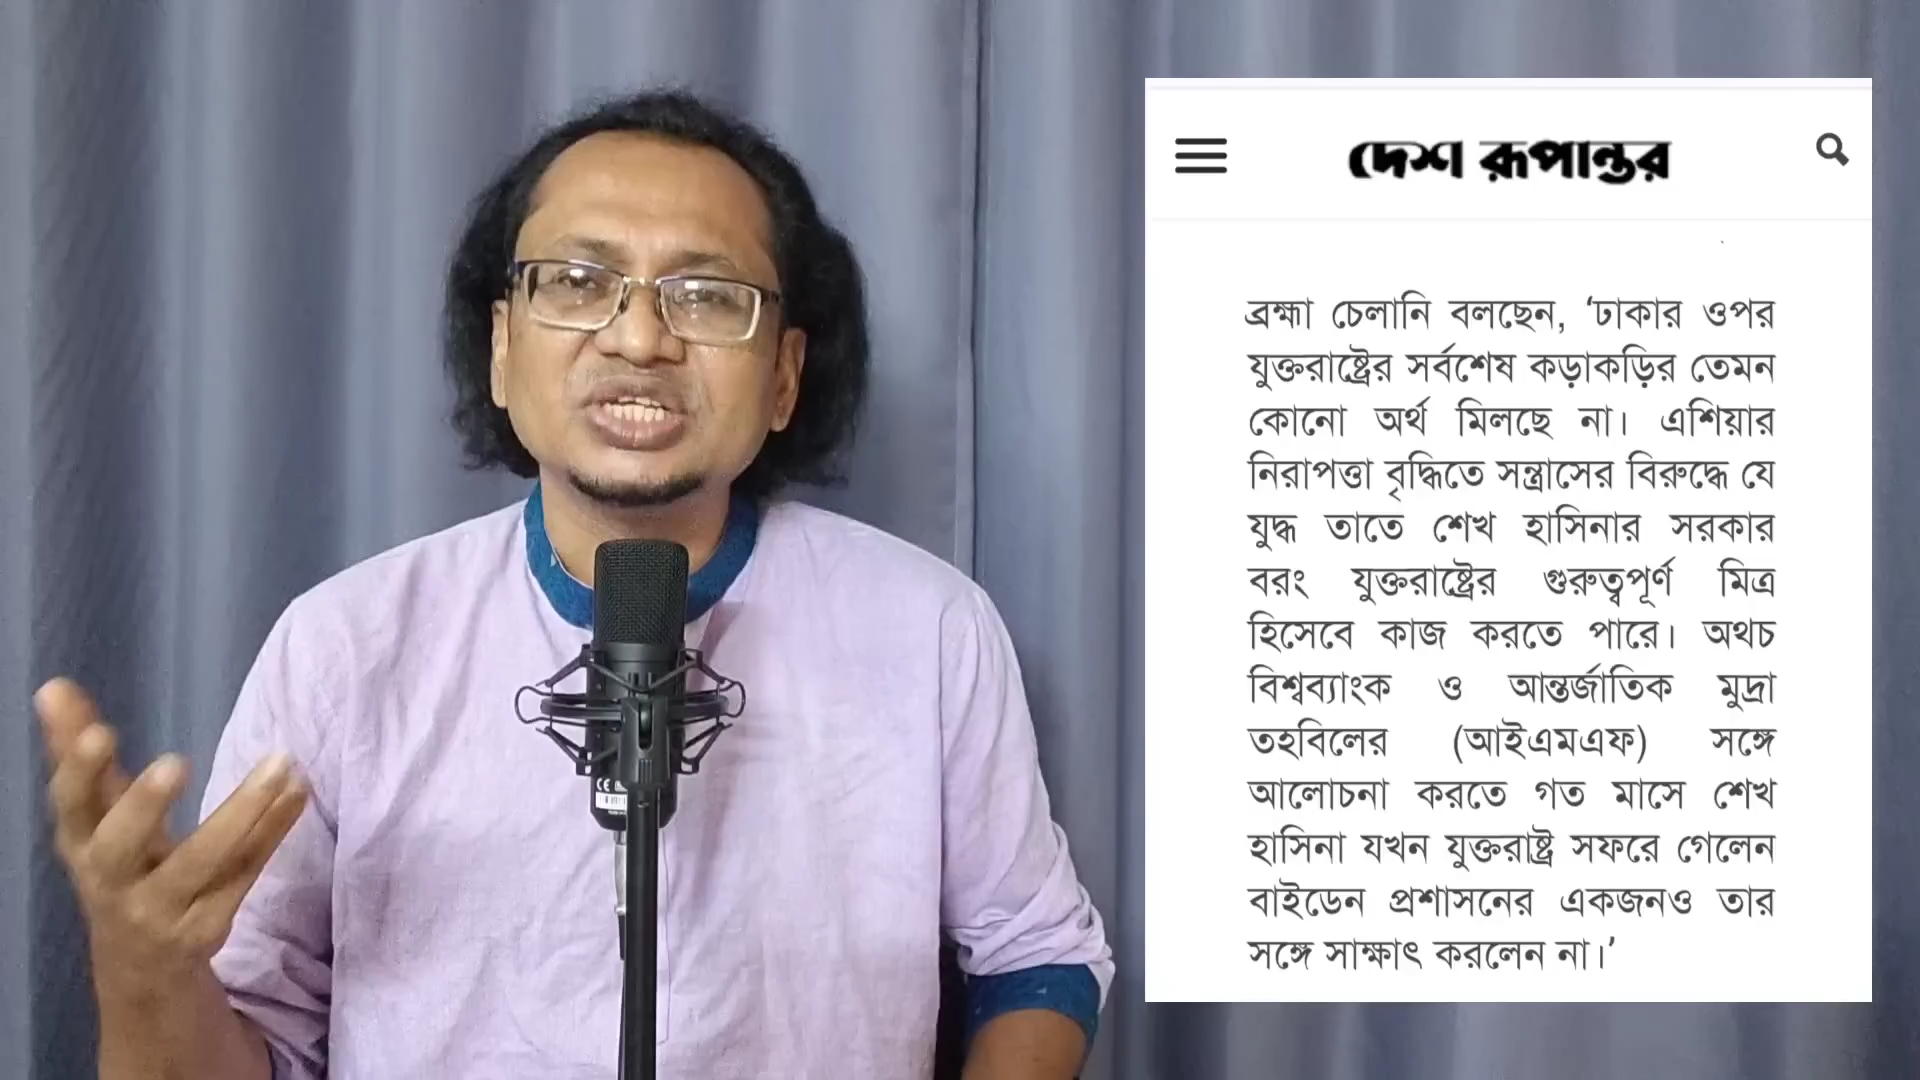 দেশ রূপান্তর
ব্রহ্মা চেলানি বলছেন, ‘ঢাকার ওপর
যুক্তরাষ্ট্রের সর্বশেষ কড়াকড়ির তেমন
কোনো অর্থ মিলছে না। এশিয়ার
নিরাপত্তা বৃদ্ধিতে সন্ত্রাসের বিরুদ্ধে যে
যুদ্ধ তাতে শেখ হাসিনার সরকার
বরং যুক্তরাষ্ট্রের গুরুত্বপূর্ণ মিত্র
হিসেবে কাজ করতে পারে। অথচ
বিশ্বব্যাংক ও আন্তর্জাতিক মুদ্রা
তহবিলের (আইএমএফ) সঙ্গে
আলোচনা করতে গত মাসে শেখ
হাসিনা যখন যুক্তরাষ্ট্র সফরে গেলেন
বাইডেন প্রশাসনের একজনও তার
সঙ্গে সাক্ষাৎ করলেন না।’